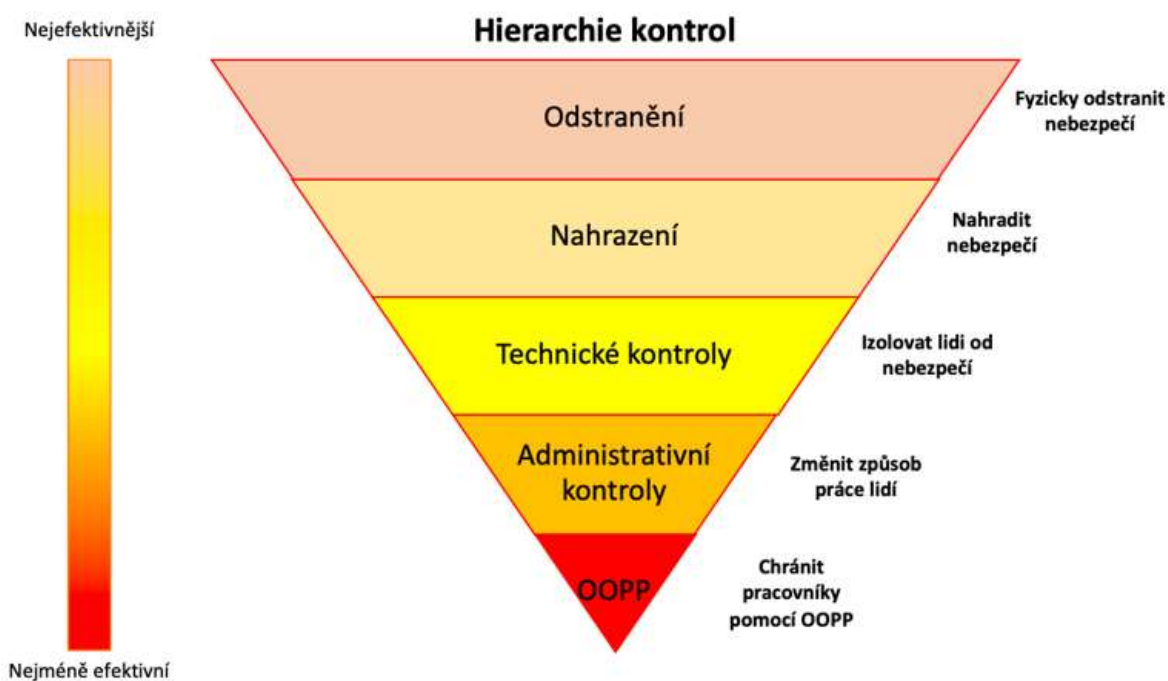 Nejefektivnější
Hierarchie kontrol
Odstranění
Fyzicky odstranit
nebezpečí
Nahrazení
Nahradit
nebezpečí
Technické kontroly
Izolovat lidi od
nebezpečí
Administrativní
kontroly
Změnit způsob
práce lidí
OOPP
Chránit
pracovníky
pomocí OOPP
Nejméně efektivní